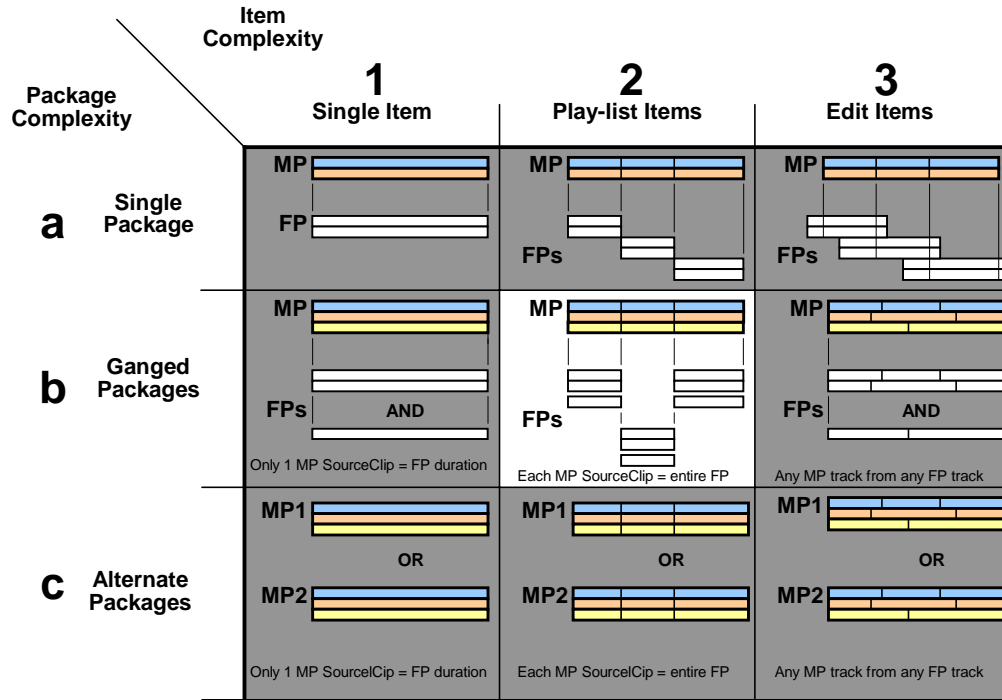 Item
Complexity
Package
Complexity
1
Single Item
2
Play-list Items
3
Edit Items
a
Single
Package
MP
FP
MP
FPs
MP
FPs
b
Ganged
Packages
MP
FPs
AND
Only 1 MP SourceClip = FP duration
MP
FPs
Each MP SourceClip = entire FP
MP
FPs
AND
Any MP track from any FP track
c
Alternate
Packages
MP1
OR
MP2
Only 1 MP SourcelCip = FP duration
MP1
OR
MP2
Each MP SourcelCip = entire FP
MP1
OR
MP2
Any MP track from any FP track